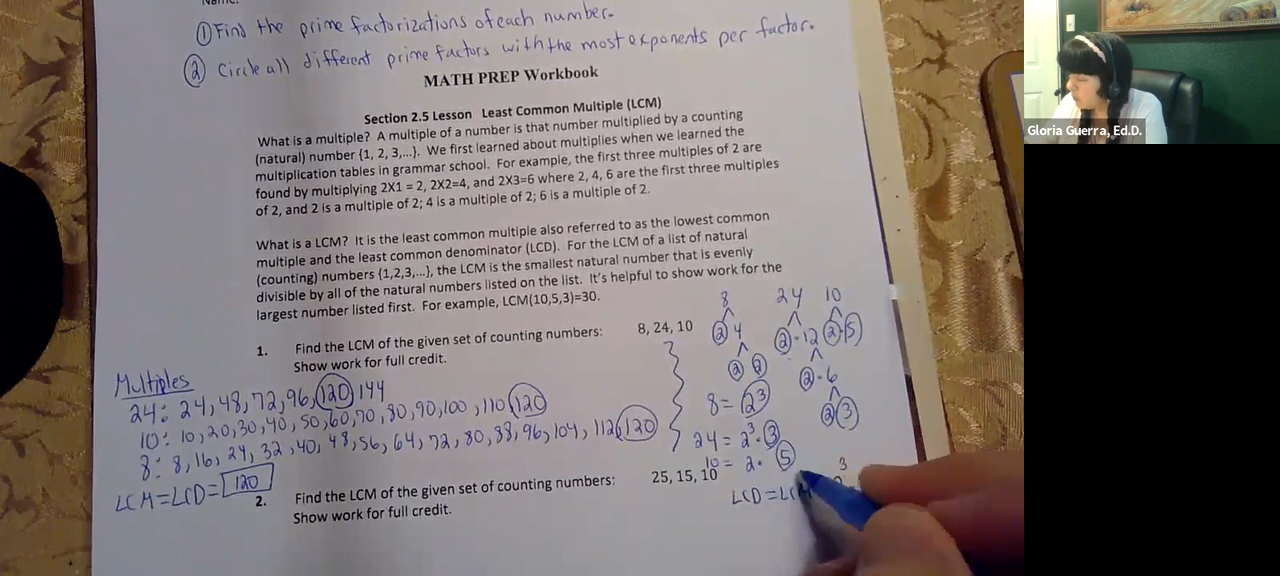 Name:
①Find the prime factorizations of each number.
② Circle all different prime factors with the most exponents per factor.
MATH PREP Workbook
Section 2.5 Lesson Least Common Multiple (LCM)
What is a multiple? A multiple of a number is that number multiplied by a counting
(natural) number {1, 2, 3,...}. We first learned about multiplies when we learned the
multiplication tables in grammar school. For example, the first three multiples of 2 are
found by multiplying 2X1 = 2, 2X2=4, and 2X3=6 where 2, 4, 6 are the first three multiples
of 2, and 2 is a multiple of 2; 4 is a multiple of 2; 6 is a multiple of 2.
What is a LCM? It is the least common multiple also referred to as the lowest common
multiple and the least common denominator (LCD). For the LCM of a list of natural
(counting) numbers {1,2,3,...}, the LCM is the smallest natural number that is evenly
divisible by all of the natural numbers listed on the list. It's helpful to show work for the
largest number listed first. For example, LCM(10,5,3)=30.
1. Find the LCM of the given set of counting numbers: 8, 24, 10
Show work for full credit.
Multiples
24: 24, 48, 72, 96, 120, 144
10: 10, 20, 30, 40, 50, 60, 70, 80, 90, 100, 110, 120
8: 8, 16, 24, 32, 40, 48, 56, 64, 72, 80, 88, 96, 104, 112, 120
LCM = LCD = 120
8 24 10
2 4 2 · 12 2 · 5
2 2 2 · 6
2 3
8 = 2³
24 = 2³ · 3
10 = 2 · 5
LCD = LCM
3
2. Find the LCM of the given set of counting numbers: 25, 15, 10
Show work for full credit.
Gloria Guerra, Ed.D.